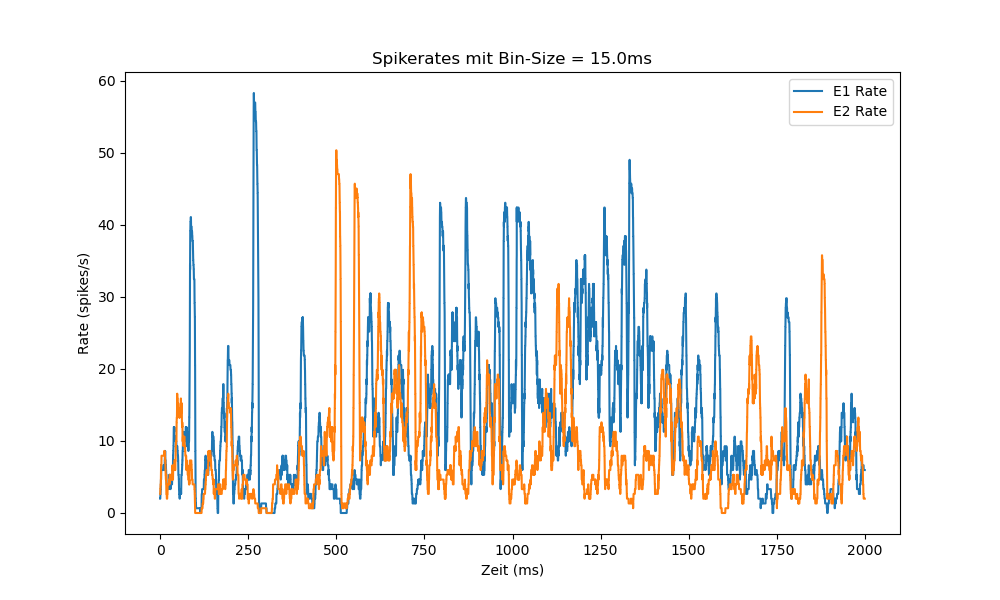 Spikerates mit Bin-Size = 15.0ms
E1 Rate
E2 Rate
Rate (spikes/s)
60
50
40
30
20
10
0
0 250 500 750 1000 1250 1500 1750 2000
Zeit (ms)